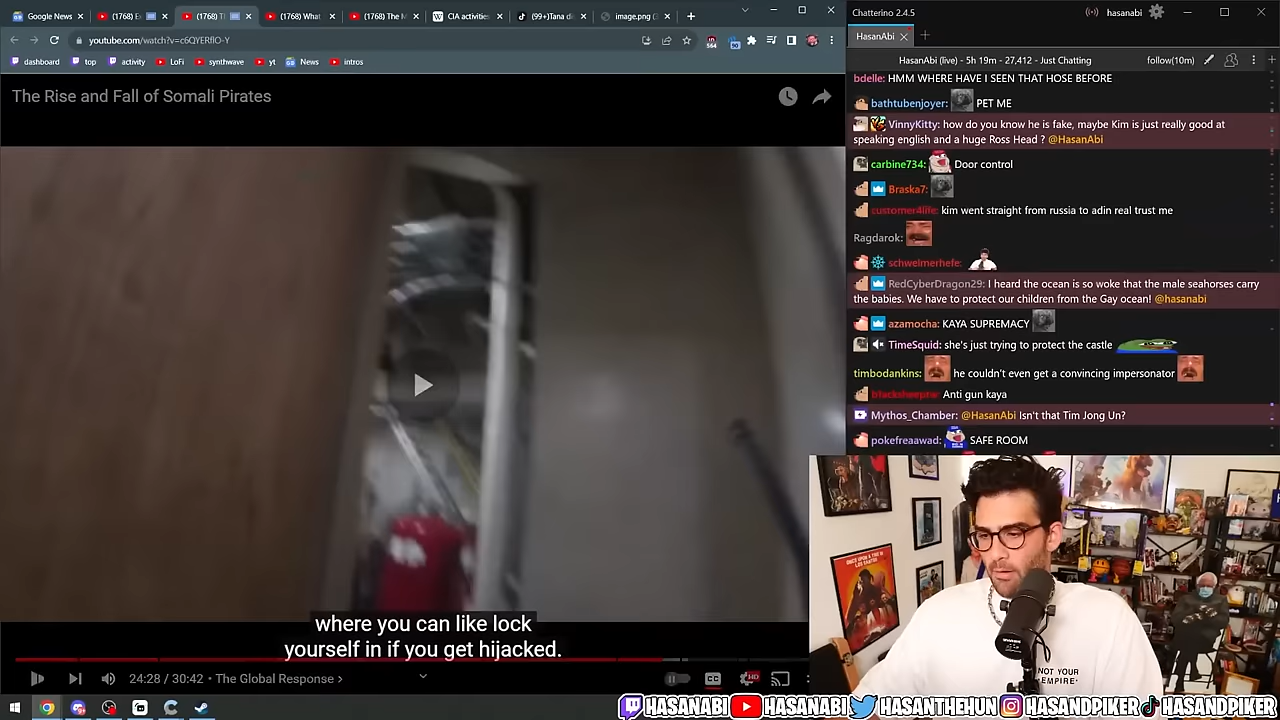 Google News
(1768)
(1768) T
(1768) What
(1768) The M
CIA activities
(99+)Tana d
image.png (
youtube.com/watch?v=c6QYERflO-Y
564
90
dashboard
top
activity
LoFi
synthwave
yt
News
intros
The Rise and Fall of Somali Pirates
where you can like lock
yourself in if you get hijacked.
24:28 / 30:42 • The Global Response
HD
Chatterino 2.4.5
hasanabi
HasanAbi
HasanAbi (live) - 5h 19m - 27,412 - Just Chatting
follow(10m)
bdelle: HMM WHERE HAVE I SEEN THAT HOSE BEFORE
bathtubenjoyer: PET ME
VinnyKitty: how do you know he is fake, maybe Kim is just really good at
speaking english and a huge Ross Head ? @HasanAbi
carbine734: Door control
Braska7:
customer4life: kim went straight from russia to adin real trust me
Ragdarok:
schweimerhefe:
RedCyberDragon29: I heard the ocean is so woke that the male seahorses carry
the babies. We have to protect our children from the Gay ocean! @hasanabi
azamocha: KAYA SUPREMACY
TimeSquid: she's just trying to protect the castle
timbodankins: he couldn't even get a convincing impersonator
Anti gun kaya
Mythos_Chamber: @HasanAbi Isn't that Tim Jong Un?
pokefreaawad: SAFE ROOM
NOT YOUR
EMPIRE
HASANABI
HASANABI
HASANTHEHUN
HASANDPIKER
HASANDPIKER